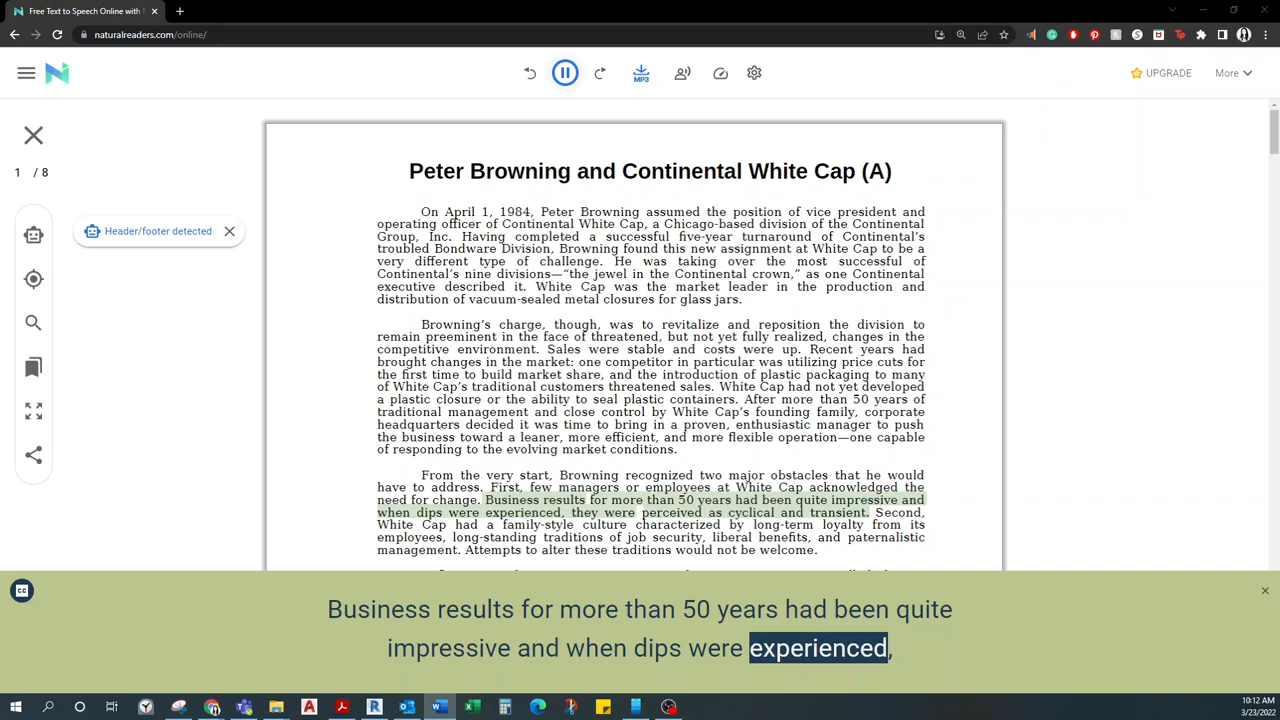 Free Text to Speech Online with
naturalreaders.com/online/
MP3
UPGRADE
More
1 / 8
Header/footer detected
Peter Browning and Continental White Cap (A)
On April 1, 1984, Peter Browning assumed the position of vice president and
operating officer of Continental White Cap, a Chicago-based division of the Continental
Group, Inc. Having completed a successful five-year turnaround of Continental's
troubled Bondware Division, Browning found this new assignment at White Cap to be a
very different type of challenge. He was taking over the most successful of
Continental's nine divisions—“the jewel in the Continental crown,” as one Continental
executive described it. White Cap was the market leader in the production and
distribution of vacuum-sealed metal closures for glass jars.
Browning's charge, though, was to revitalize and reposition the division to
remain preeminent in the face of threatened, but not yet fully realized, changes in the
competitive environment. Sales were stable and costs were up. Recent years had
brought changes in the market: one competitor in particular was utilizing price cuts for
the first time to build market share, and the introduction of plastic packaging to many
of White Cap's traditional customers threatened sales. White Cap had not yet developed
a plastic closure or the ability to seal plastic containers. After more than 50 years of
traditional management and close control by White Cap's founding family, corporate
headquarters decided it was time to bring in a proven, enthusiastic manager to push
the business toward a leaner, more efficient, and more flexible operation—one capable
of responding to the evolving market conditions.
From the very start, Browning recognized two major obstacles that he would
have to address. First, few managers or employees at White Cap acknowledged the
need for change. Business results for more than 50 years had been quite impressive and
when dips were experienced, they were perceived as cyclical and transient. Second,
White Cap had a family-style culture characterized by long-term loyalty from its
employees, long-standing traditions of job security, liberal benefits, and paternalistic
management. Attempts to alter these traditions would not be welcome.
CC
Business results for more than 50 years had been quite
impressive and when dips were experienced,
10:12 AM
3/23/2022